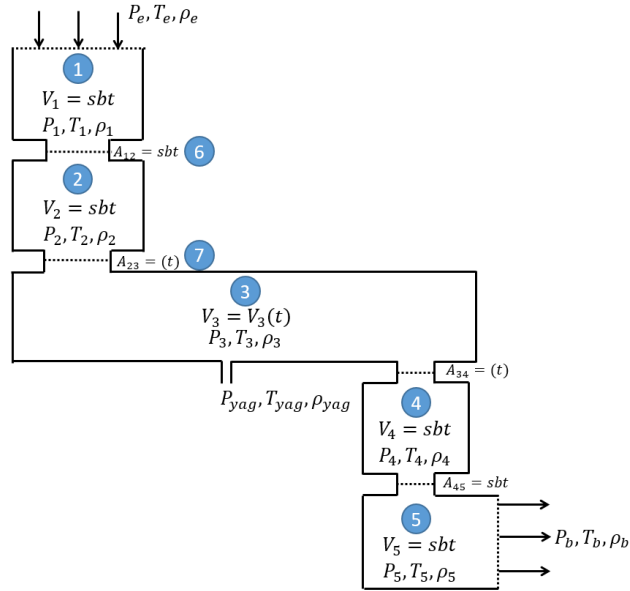 P_e, T_e, ρ_e
1
V_1 = sbt
P_1, T_1, ρ_1
A_12 = sbt 6
2
V_2 = sbt
P_2, T_2, ρ_2
A_23 = (t) 7
3
V_3 = V_3(t)
P_3, T_3, ρ_3
A_34 = (t)
P_yag, T_yag, ρ_yag
4
V_4 = sbt
P_4, T_4, ρ_4
A_45 = sbt
5
V_5 = sbt
P_5, T_5, ρ_5
P_b, T_b, ρ_b